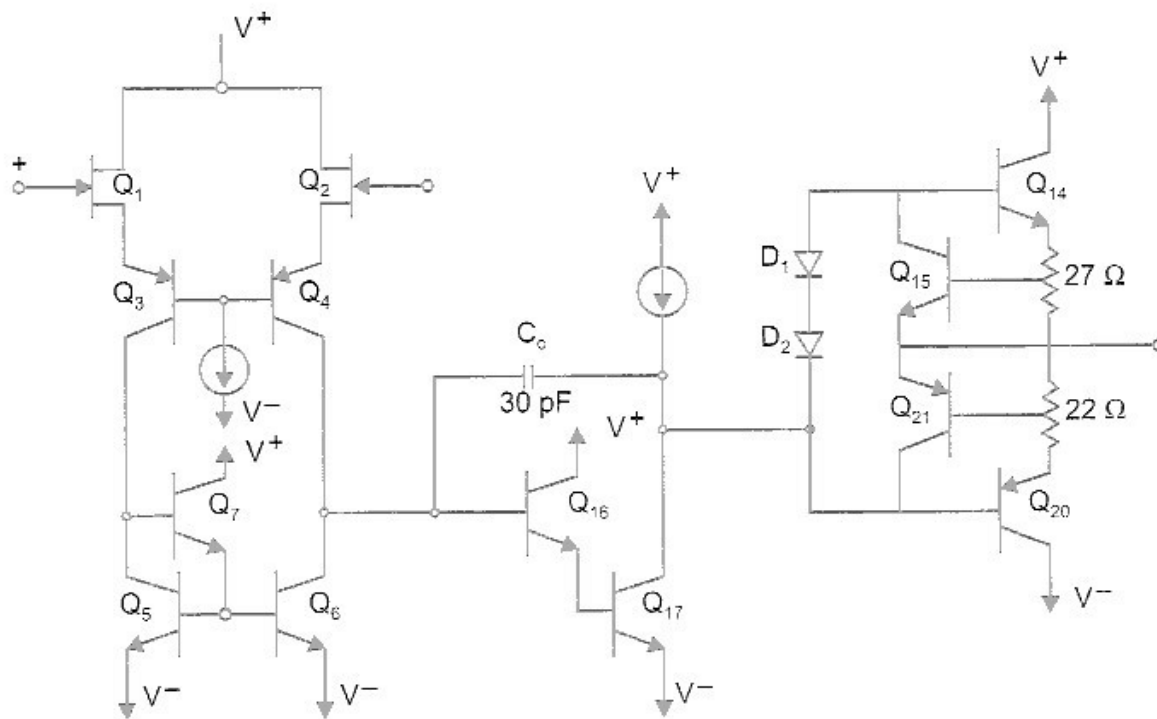 V+
V+
+
Q1
Q2
V+
Q14
D1
Q15
27 Ω
Q3
Q4
Cc
D2
30 pF
V−
V+
V+
Q21
22 Ω
Q7
Q16
Q20
Q5
Q6
Q17
V−
V−
V−
V−